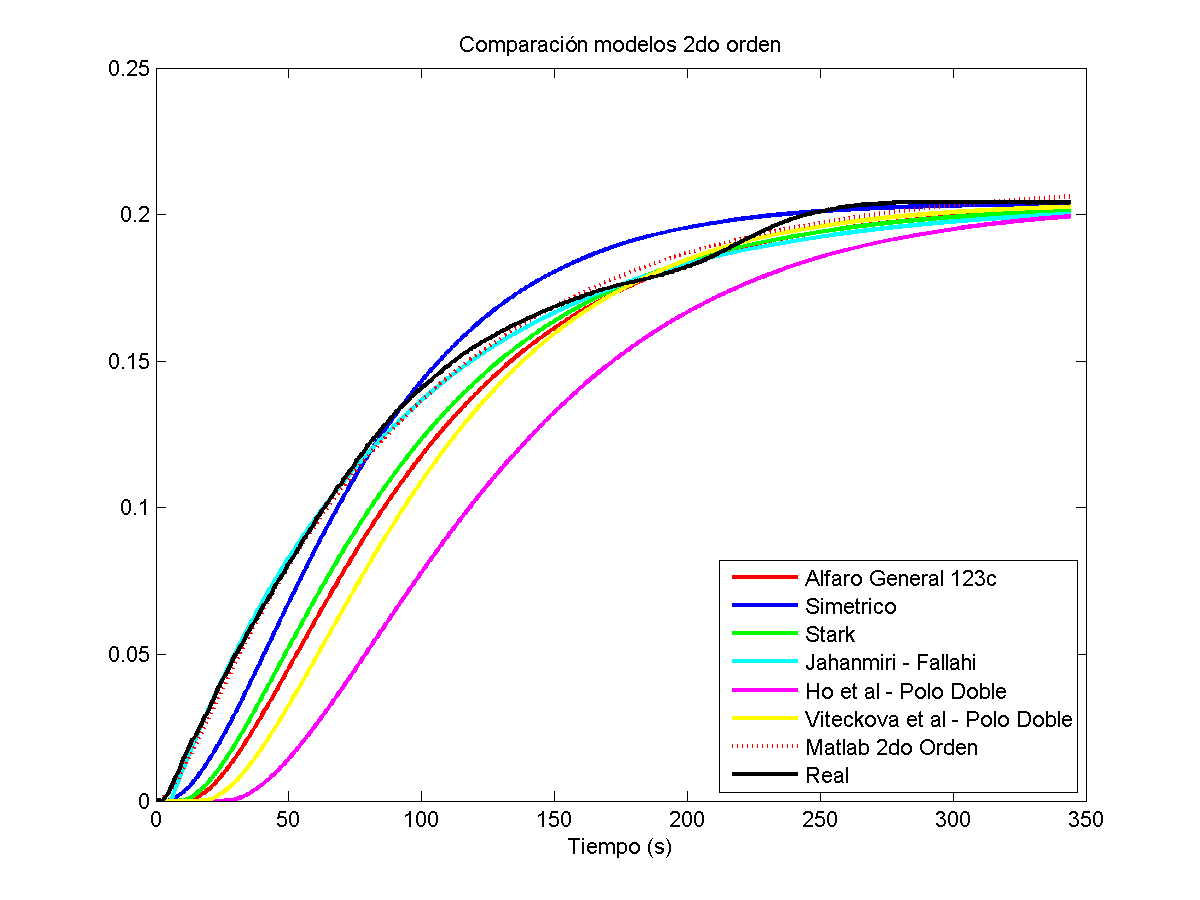 Comparación modelos 2do orden
0.25
0.2
0.15
0.1
0.05
0
0 50 100 150 200 250 300 350
Tiempo (s)
Alfaro General 123c
Simetrico
Stark
Jahanmiri - Fallahi
Ho et al - Polo Doble
Viteckova et al - Polo Doble
Matlab 2do Orden
Real